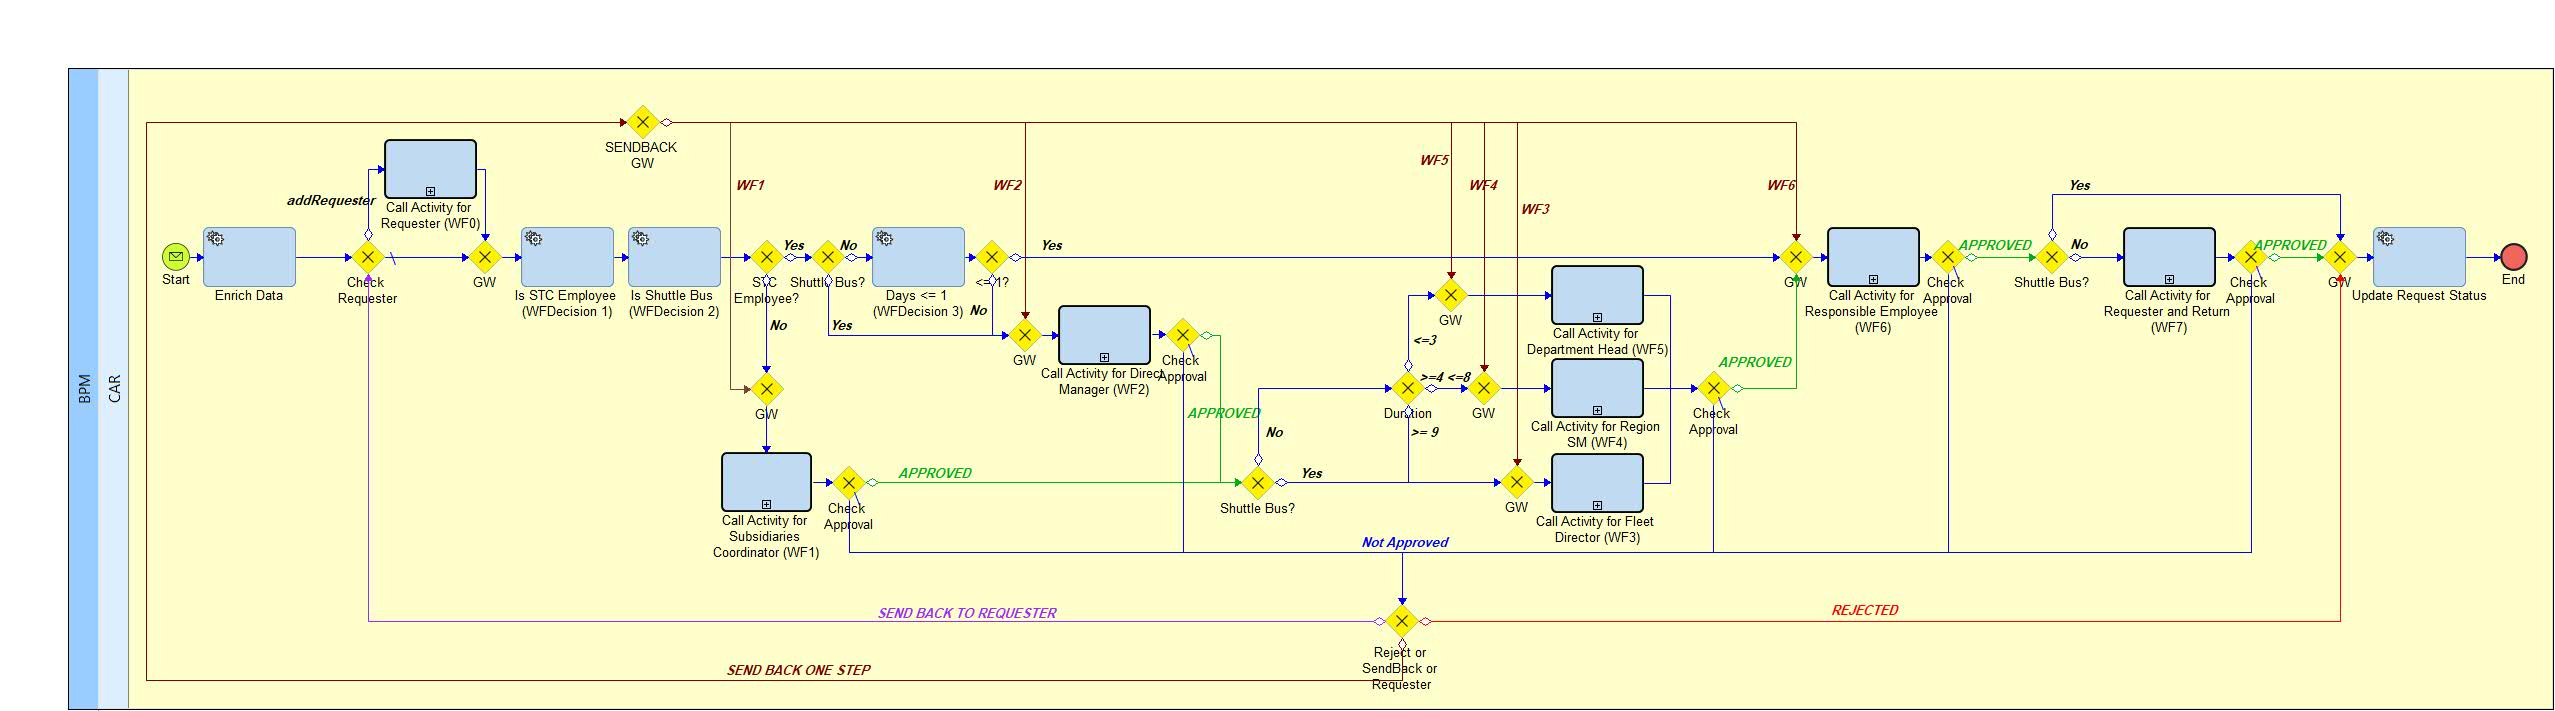 BPM
CAR
SENDBACK
GW
WF1
WF2
WF5
WF4
WF3
WF6
addRequester
Call Activity for
Requester (WF0)
Start
Enrich Data
Check
Requester
GW
Is STC Employee
(WFDecision 1)
Is Shuttle Bus
(WFDecision 2)
STC
Employee?
Yes
No
Shuttle Bus?
No
Yes
Days <= 1
(WFDecision 3)
<= 1?
No
Yes
GW
Call Activity for Direct
Manager (WF2)
Check
Approval
APPROVED
GW
Call Activity for
Subsidiaries
Coordinator (WF1)
Check
Approval
APPROVED
Shuttle Bus?
No
Yes
Duration
<=3
>=4 <=8
>= 9
GW
GW
GW
Call Activity for
Department Head (WF5)
Call Activity for Region
SM (WF4)
Call Activity for Fleet
Director (WF3)
Check
Approval
APPROVED
GW
Call Activity for
Responsible Employee
(WF6)
Check
Approval
APPROVED
Shuttle Bus?
Yes
No
Call Activity for
Requester and Return
(WF7)
Check
Approval
APPROVED
GW
Update Request Status
End
Not Approved
SEND BACK TO REQUESTER
REJECTED
Reject or
SendBack or
Requester
SEND BACK ONE STEP